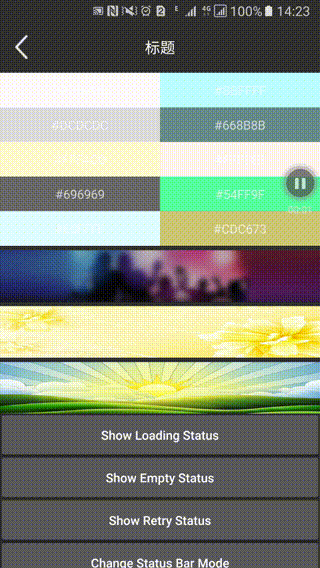 100% 14:23
标题
#DCDCDC #668B8B
#696969 #54FF9F
#CDC673
Show Loading Status
Show Empty Status
Show Retry Status
Change Status Bar Mode